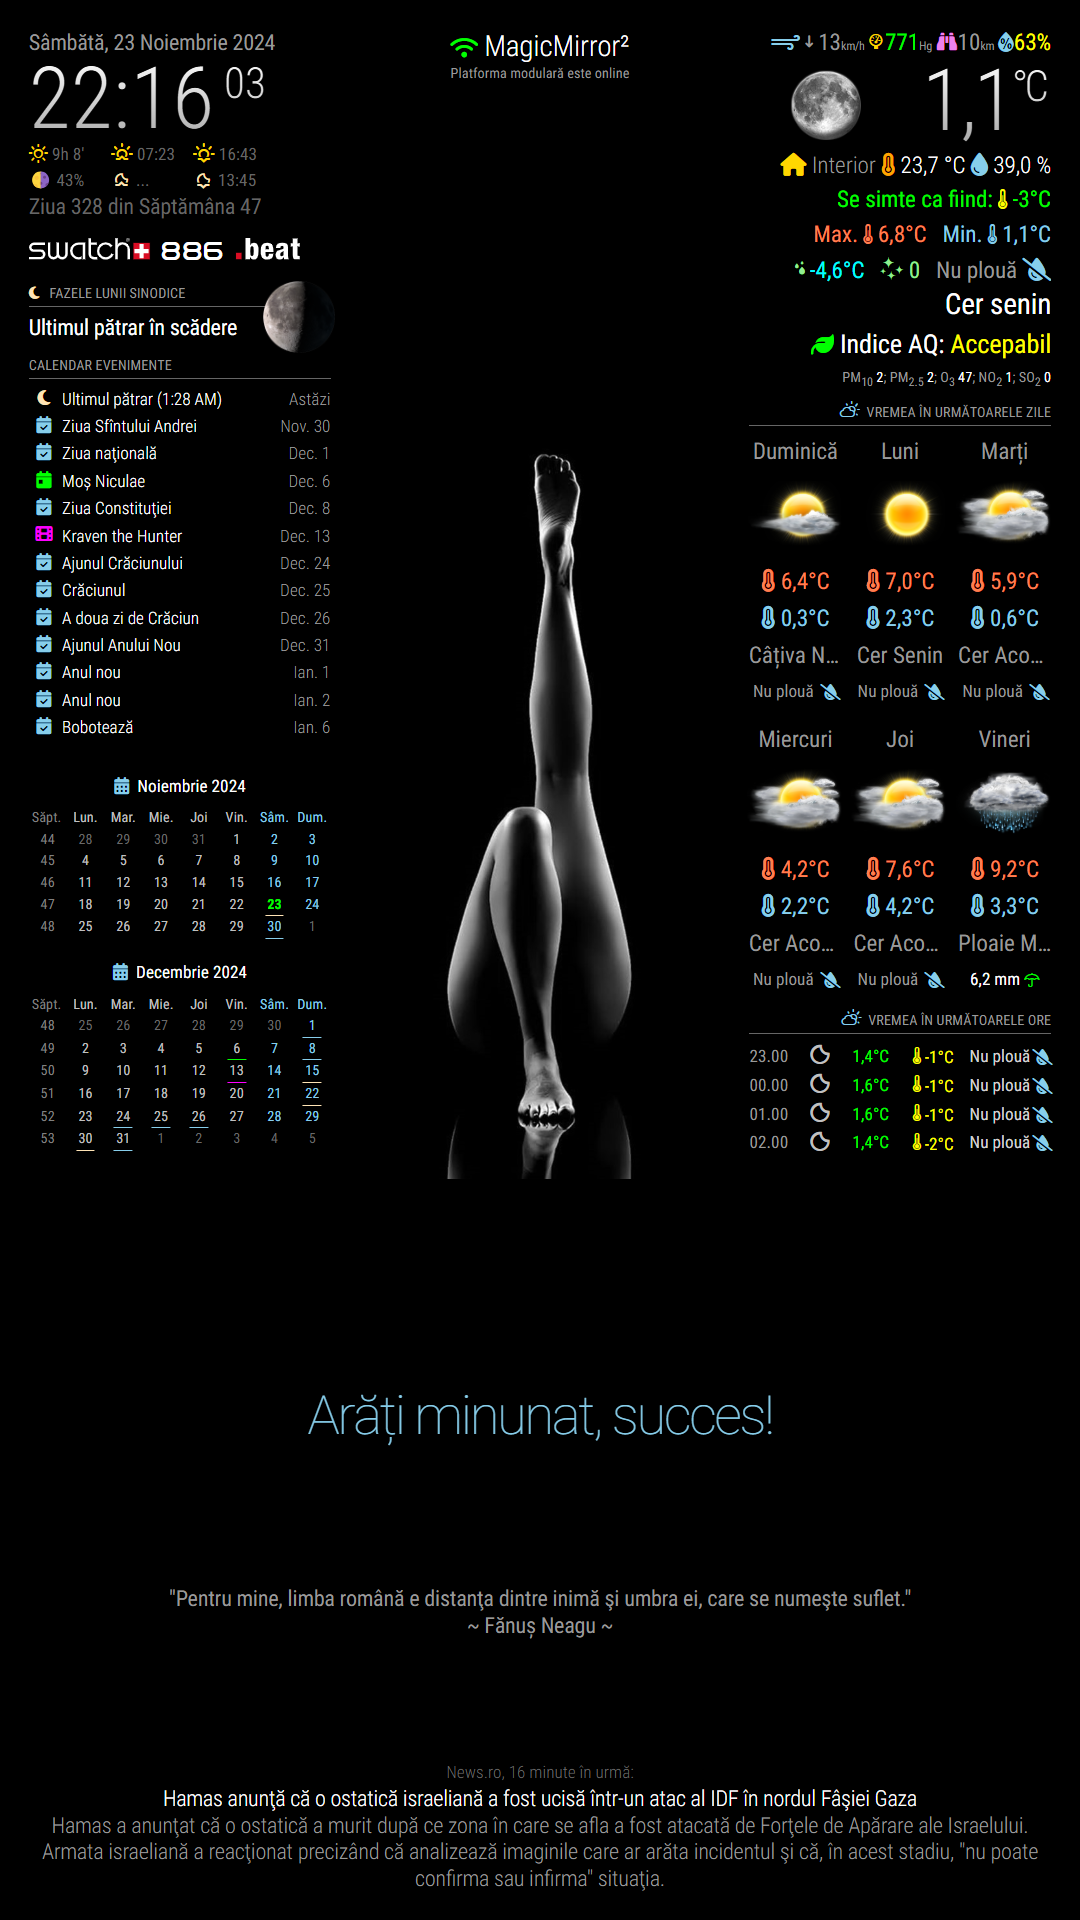 Sâmbătă, 23 Noiembrie 2024
22:16 03
9h 8' 07:23 16:43
43% ... 13:45
Ziua 328 din Săptămâna 47
swatch 886 .beat
FAZELE LUNII SINODICE
Ultimul pătrar în scădere
CALENDAR EVENIMENTE
Ultimul pătrar (1:28 AM) Astăzi
Ziua Sfîntului Andrei Nov. 30
Ziua naţională Dec. 1
Moș Niculae Dec. 6
Ziua Constituţiei Dec. 8
Kraven the Hunter Dec. 13
Ajunul Crăciunului Dec. 24
Crăciunul Dec. 25
A doua zi de Crăciun Dec. 26
Ajunul Anului Nou Dec. 31
Anul nou Ian. 1
Anul nou Ian. 2
Bobotează Ian. 6
Noiembrie 2024
Săpt. Lun. Mar. Mie. Joi Vin. Sâm. Dum.
44 28 29 30 31 1 2 3
45 4 5 6 7 8 9 10
46 11 12 13 14 15 16 17
47 18 19 20 21 22 23 24
48 25 26 27 28 29 30 1
Decembrie 2024
Săpt. Lun. Mar. Mie. Joi Vin. Sâm. Dum.
48 25 26 27 28 29 30 1
49 2 3 4 5 6 7 8
50 9 10 11 12 13 14 15
51 16 17 18 19 20 21 22
52 23 24 25 26 27 28 29
53 30 31 1 2 3 4 5
MagicMirror²
Platforma modulară este online
13km/h 771Hg 10km 63%
1,1°C
Interior 23,7 °C 39,0 %
Se simte ca fiind: -3°C
Max. 6,8°C Min. 1,1°C
-4,6°C 0 Nu plouă
Cer senin
Indice AQ: Accepabil
PM10 2; PM2.5 2; O3 47; NO2 1; SO2 0
VREMEA ÎN URMĂTOARELE ZILE
Duminică Luni Marți
6,4°C 7,0°C 5,9°C
0,3°C 2,3°C 0,6°C
Câțiva N... Cer Senin Cer Aco...
Nu plouă Nu plouă Nu plouă
Miercuri Joi Vineri
4,2°C 7,6°C 9,2°C
2,2°C 4,2°C 3,3°C
Cer Aco... Cer Aco... Ploaie M...
Nu plouă Nu plouă 6,2 mm
VREMEA ÎN URMĂTOARELE ORE
23.00 1,4°C -1°C Nu plouă
00.00 1,6°C -1°C Nu plouă
01.00 1,6°C -1°C Nu plouă
02.00 1,4°C -2°C Nu plouă
Arăți minunat, succes!
"Pentru mine, limba română e distanţa dintre inimă şi umbra ei, care se numeşte suflet."
~ Fănuș Neagu ~
News.ro, 16 minute în urmă:
Hamas anunţă că o ostatică israeliană a fost ucisă într-un atac al IDF în nordul Fâşiei Gaza
Hamas a anunţat că o ostatică a murit după ce zona în care se afla a fost atacată de Forţele de Apărare ale Israelului.
Armata israeliană a reacţionat precizând că analizează imaginile care ar arăta incidentul şi că, în acest stadiu, "nu poate
confirma sau infirma" situaţia.